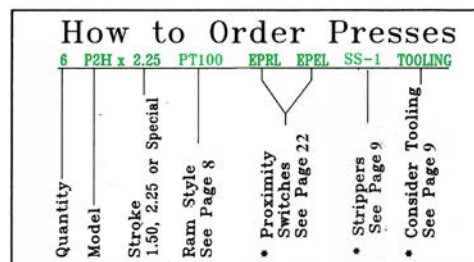 How to Order Presses
6 P2H x 2.25 PT100 EPRL EPEL SS-1 TOOLING
Quantity
Model
Stroke
1.50, 2.25 or Special
Ram Style
See Page 8
* Proximity
Switches
See Page 22
* Strippers
See Page 9
* Consider Tooling
See Page 9